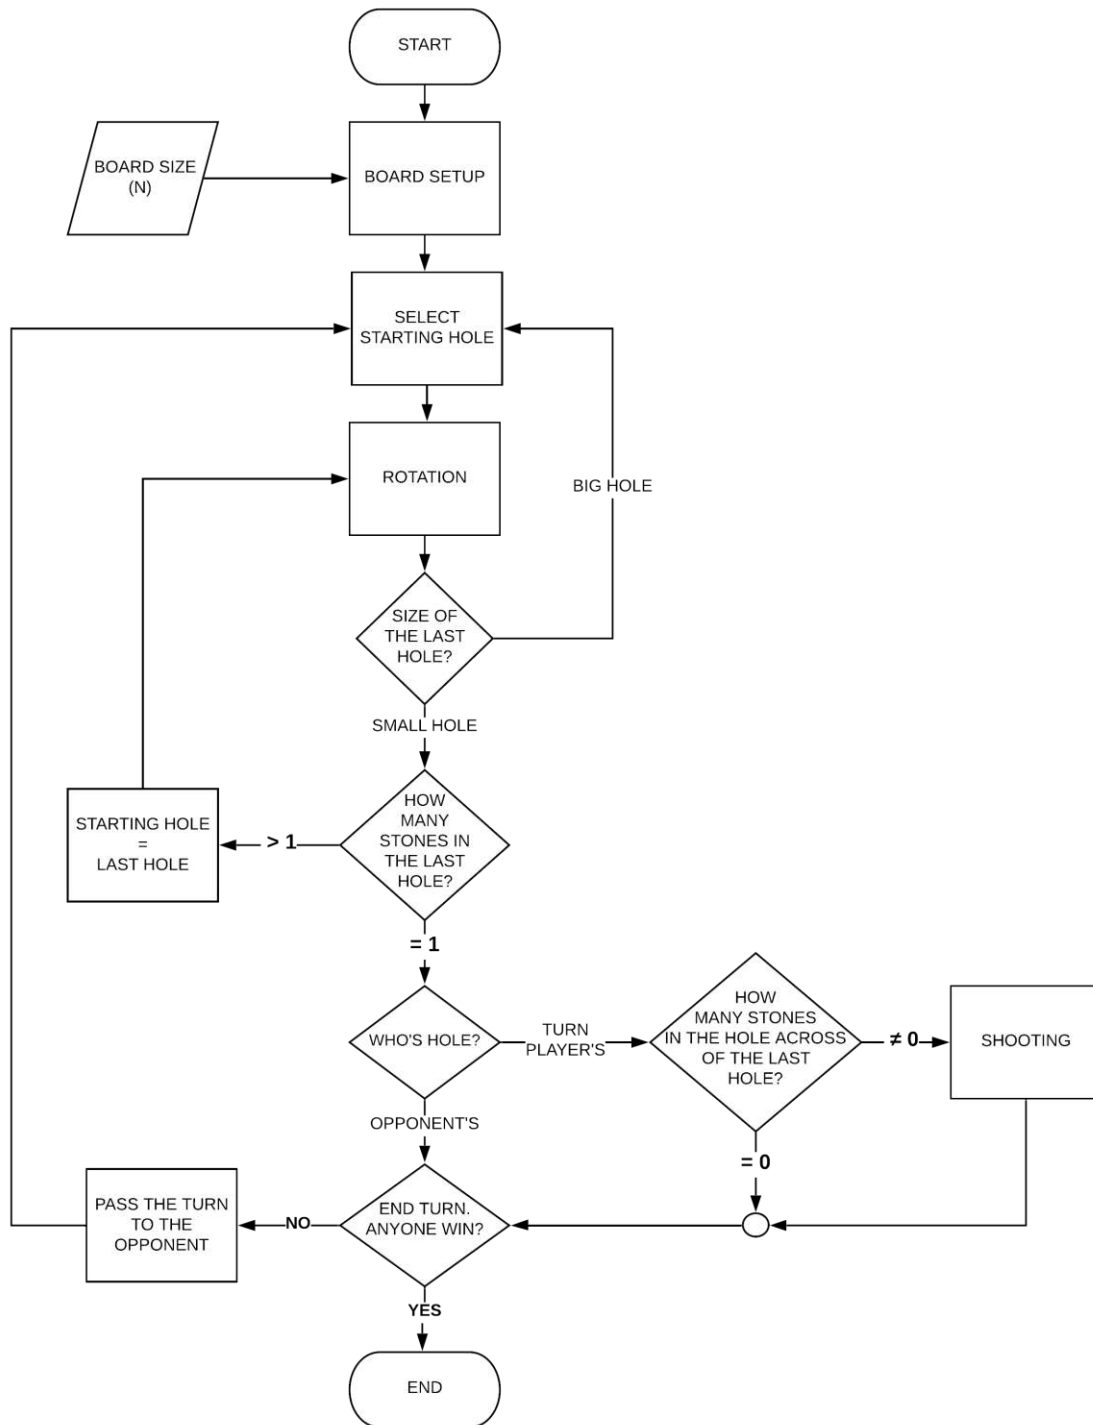 START
BOARD SIZE
(N)
BOARD SETUP
SELECT
STARTING HOLE
ROTATION
BIG HOLE
SIZE OF
THE LAST
HOLE?
SMALL HOLE
HOW
MANY
STONES IN
THE LAST
HOLE?
> 1
STARTING HOLE
=
LAST HOLE
= 1
WHO'S HOLE?
TURN
PLAYER'S
HOW
MANY STONES
IN THE HOLE ACROSS
OF THE LAST
HOLE?
≠ 0
SHOOTING
= 0
OPPONENT'S
END TURN.
ANYONE WIN?
NO
PASS THE TURN
TO THE
OPPONENT
YES
END